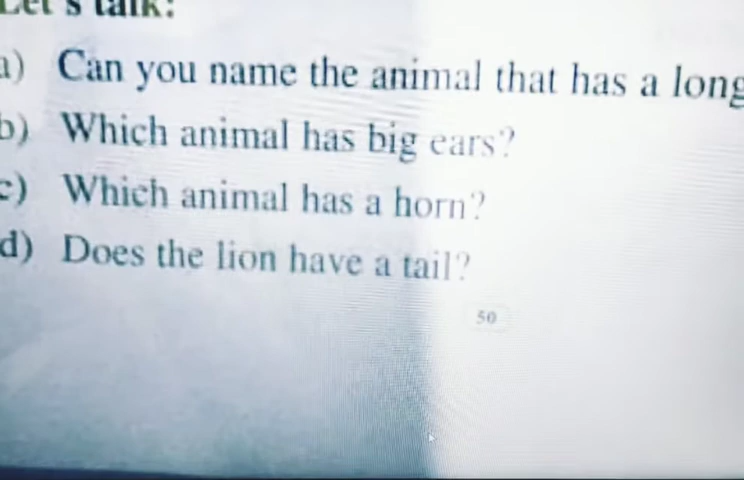 Let's talk:
a) Can you name the animal that has a long
b) Which animal has big ears?
c) Which animal has a horn?
d) Does the lion have a tail?
50